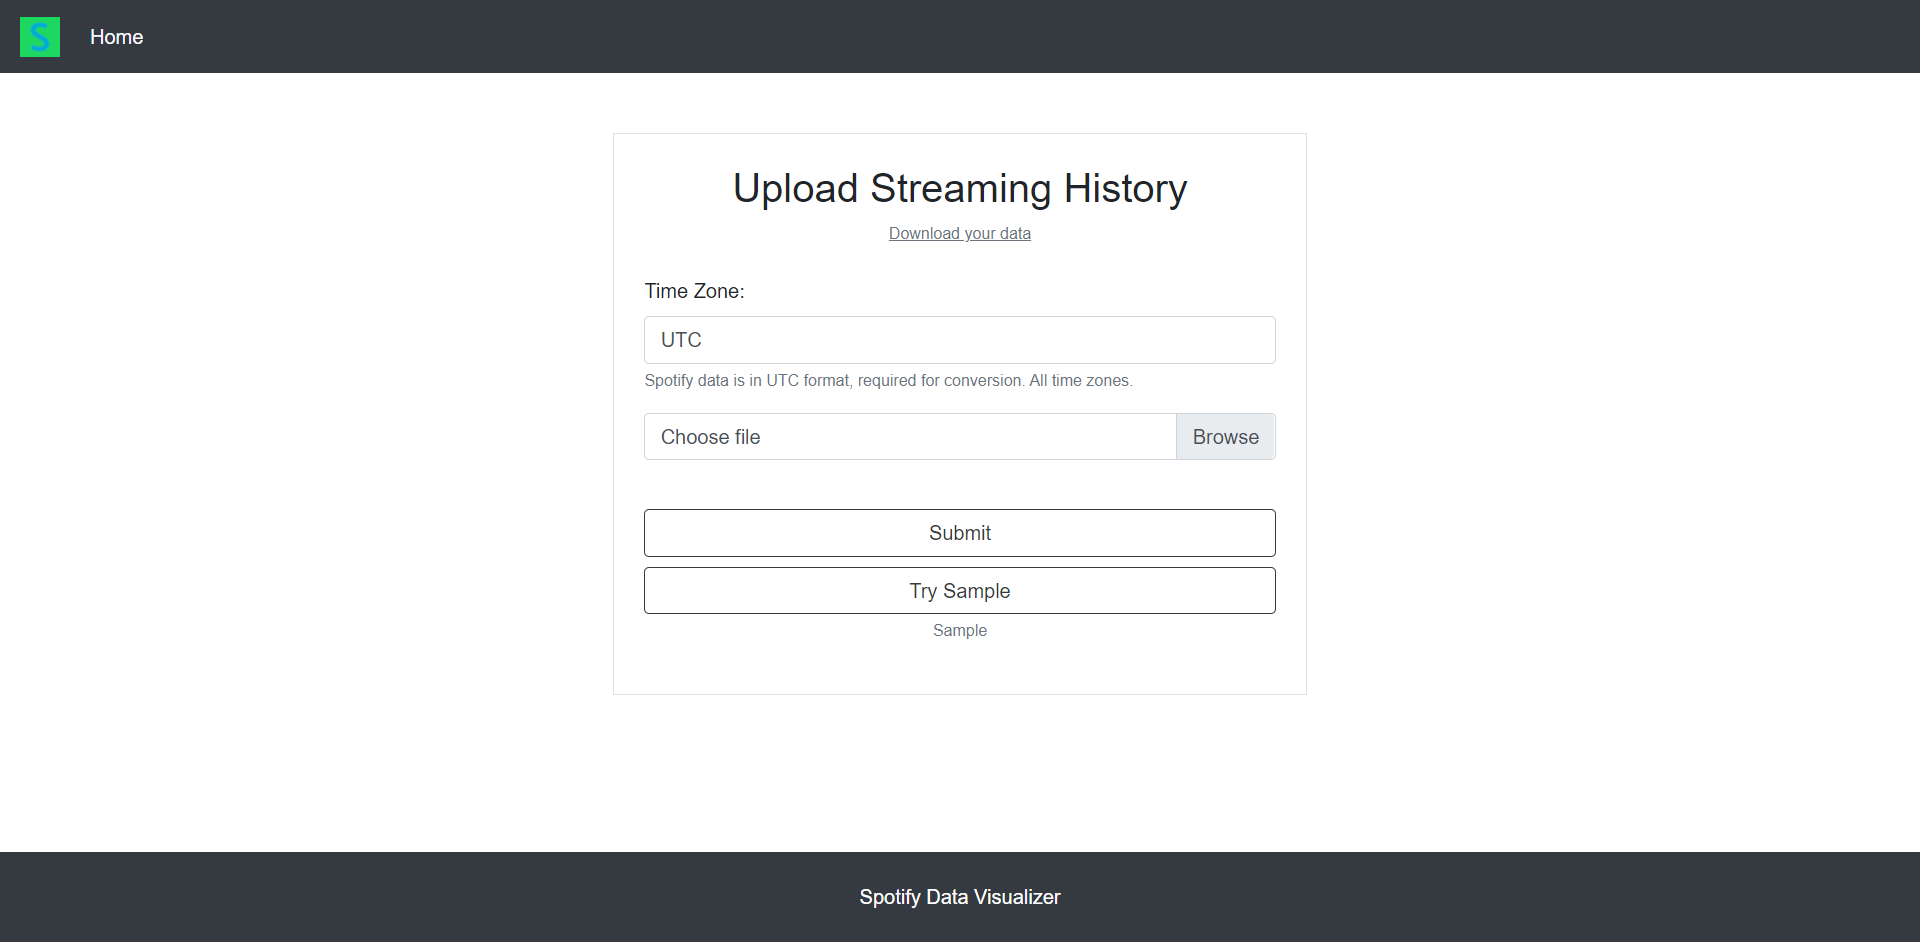 S Home
Upload Streaming History
Download your data
Time Zone:
UTC
Spotify data is in UTC format, required for conversion. All time zones.
Choose file Browse
Submit
Try Sample
Sample
Spotify Data Visualizer